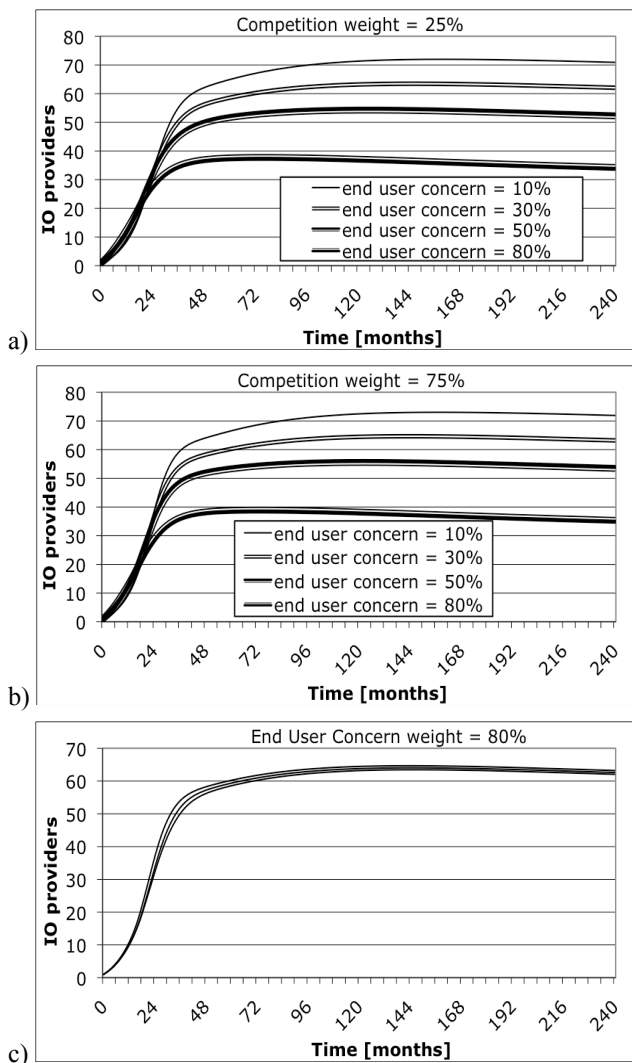 Competition weight = 25%
80
70
60
50
40
30
20
10
0
IO providers
end user concern = 10%
end user concern = 30%
end user concern = 50%
end user concern = 80%
0 24 48 72 96 120 144 168 192 216 240
Time [months]
a)
Competition weight = 75%
80
70
60
50
40
30
20
10
0
IO providers
end user concern = 10%
end user concern = 30%
end user concern = 50%
end user concern = 80%
0 24 48 72 96 120 144 168 192 216 240
Time [months]
b)
End User Concern weight = 80%
70
60
50
40
30
20
10
0
IO providers
0 24 48 72 96 120 144 168 192 216 240
Time [months]
c)